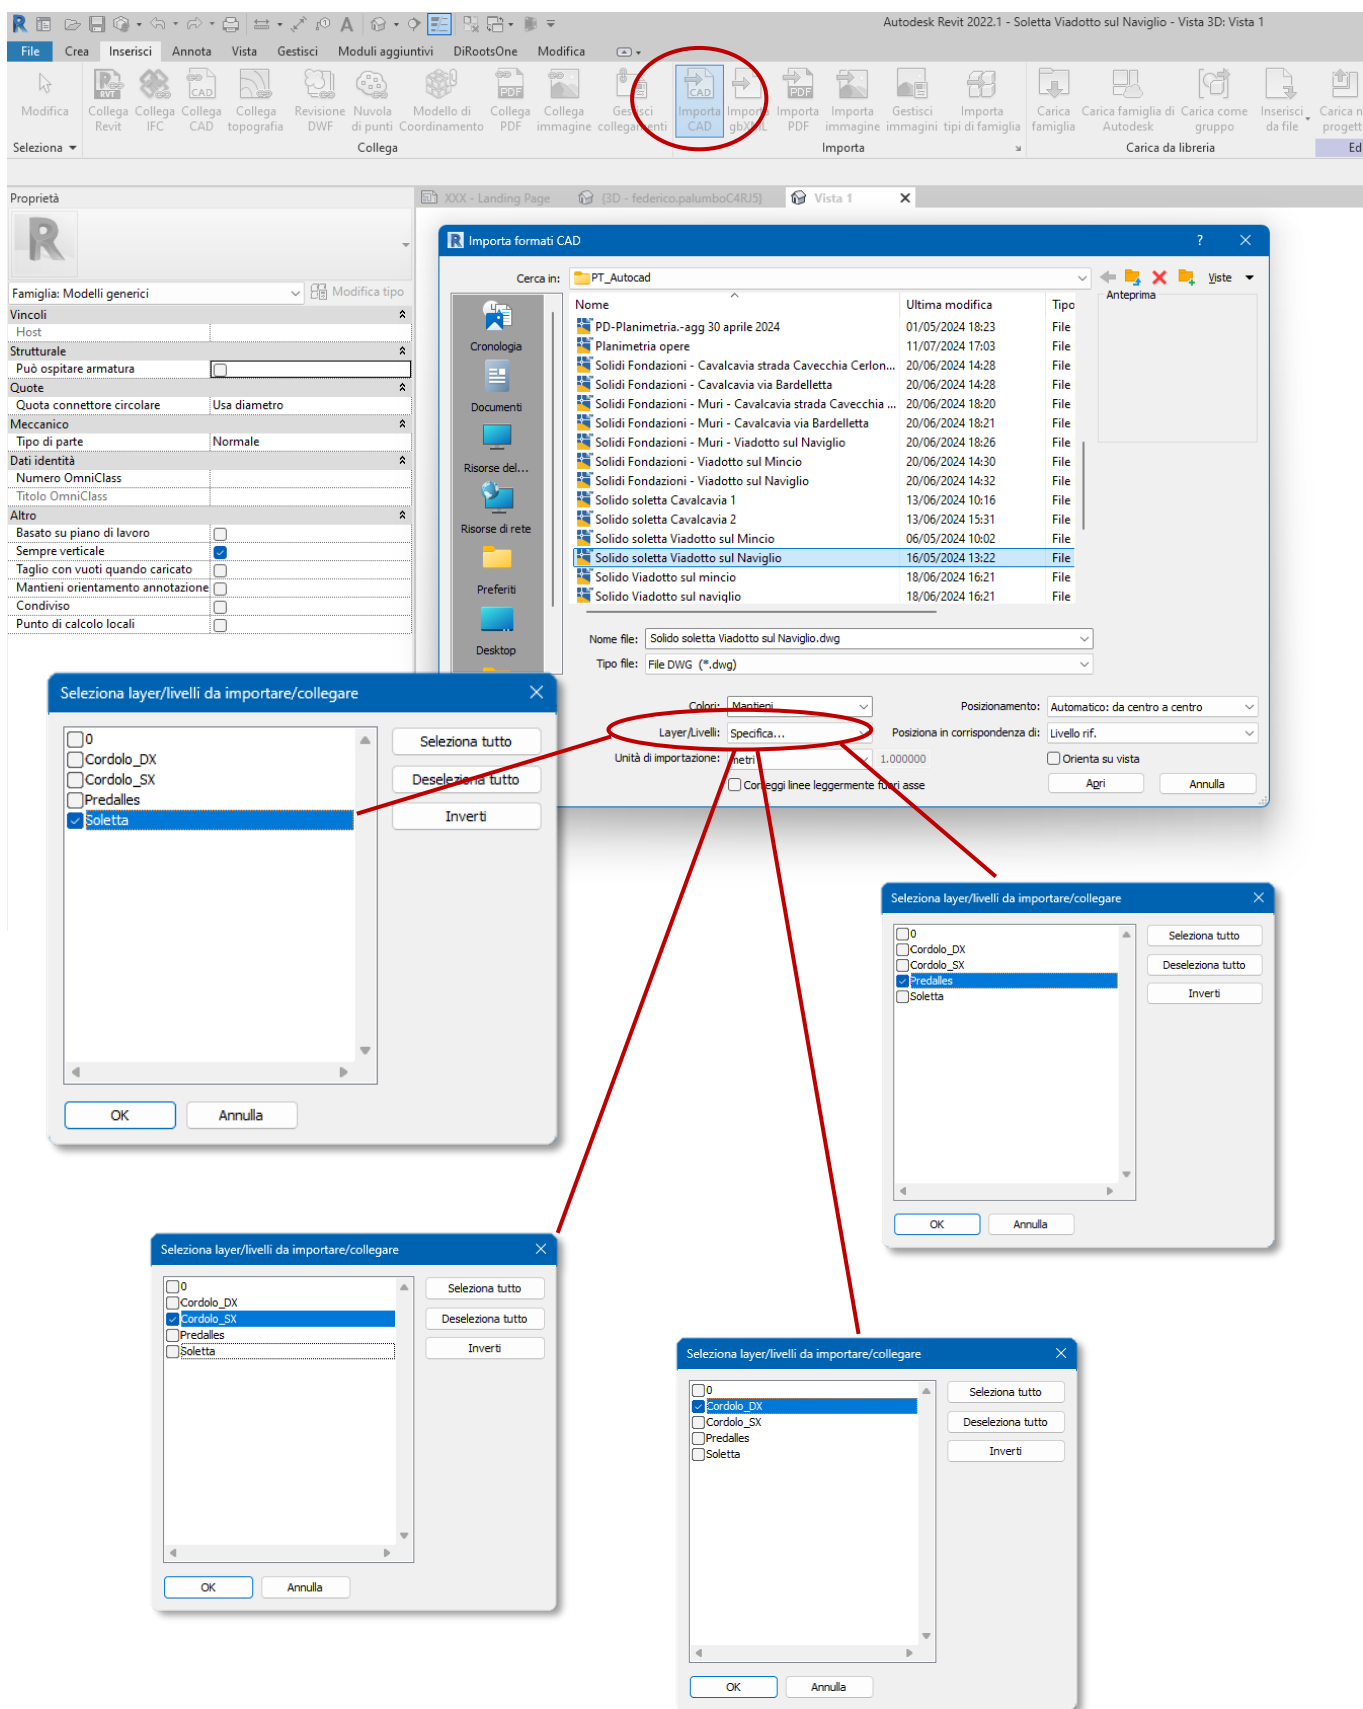 Autodesk Revit 2022.1 - Soletta Viadotto sul Naviglio - Vista 3D: Vista 1
File Crea Inserisci Annota Vista Gestisci Moduli aggiuntivi DiRootsOne Modifica
Modifica
Collega Revit
Collega IFC
Collega CAD
Collega topografia
Revisione DWF
Nuvola di punti
Modello di Coordinamento
Collega PDF
Collega immagine
Gestisci collegamenti
Importa CAD
Importa gbXML
Importa PDF
Importa immagine
Gestisci immagini
Importa tipi di famiglia
Carica famiglia
Carica famiglia di Autodesk
Carica come gruppo
Inserisci da file
Seleziona Collega Importa Carica da libreria Ed
Proprietà
XXX - Landing Page {3D - federico.palumboC4RJ5} Vista 1
Famiglia: Modelli generici Modifica tipo
Vincoli
Host
Strutturale
Può ospitare armatura
Quote
Quota connettore circolare Usa diametro
Meccanico
Tipo di parte Normale
Dati identità
Numero OmniClass
Titolo OmniClass
Altro
Basato su piano di lavoro
Sempre verticale
Taglio con vuoti quando caricato
Mantieni orientamento annotazione
Condiviso
Punto di calcolo locali
Importa formati CAD
Cerca in: PT_Autocad Viste
Anteprima
Cronologia
Documenti
Risorse del...
Risorse di rete
Preferiti
Desktop
Nome Ultima modifica Tipo
PD-Planimetria.-agg 30 aprile 2024 01/05/2024 18:23 File
Planimetria opere 11/07/2024 17:03 File
Solidi Fondazioni - Cavalcavia strada Cavecchia Cerlon... 20/06/2024 14:28 File
Solidi Fondazioni - Cavalcavia via Bardelletta 20/06/2024 14:28 File
Solidi Fondazioni - Muri - Cavalcavia strada Cavecchia ... 20/06/2024 18:20 File
Solidi Fondazioni - Muri - Cavalcavia via Bardelletta 20/06/2024 18:21 File
Solidi Fondazioni - Muri - Viadotto sul Naviglio 20/06/2024 18:26 File
Solidi Fondazioni - Viadotto sul Mincio 20/06/2024 14:30 File
Solidi Fondazioni - Viadotto sul Naviglio 20/06/2024 14:32 File
Solido soletta Cavalcavia 1 13/06/2024 10:16 File
Solido soletta Cavalcavia 2 13/06/2024 15:31 File
Solido soletta Viadotto sul Mincio 06/05/2024 10:02 File
Solido soletta Viadotto sul Naviglio 16/05/2024 13:22 File
Solido Viadotto sul mincio 18/06/2024 16:21 File
Solido Viadotto sul naviglio 18/06/2024 16:21 File
Nome file: Solido soletta Viadotto sul Naviglio.dwg
Tipo file: File DWG (*.dwg)
Colori: Mantieni Posizionamento: Automatico: da centro a centro
Layer/Livelli: Specifica... Posiziona in corrispondenza di: Livello rif.
Unità di importazione: metri 1.000000 Orienta su vista
Correggi linee leggermente fuori asse Apri Annulla
Seleziona layer/livelli da importare/collegare
0
Cordolo_DX
Cordolo_SX
Predalles
Soletta
Seleziona tutto
Deseleziona tutto
Inverti
OK Annulla
Seleziona layer/livelli da importare/collegare
0
Cordolo_DX
Cordolo_SX
Predalles
Soletta
Seleziona tutto
Deseleziona tutto
Inverti
OK Annulla
Seleziona layer/livelli da importare/collegare
0
Cordolo_DX
Cordolo_SX
Predalles
Soletta
Seleziona tutto
Deseleziona tutto
Inverti
OK Annulla
Seleziona layer/livelli da importare/collegare
0
Cordolo_DX
Cordolo_SX
Predalles
Soletta
Seleziona tutto
Deseleziona tutto
Inverti
OK Annulla